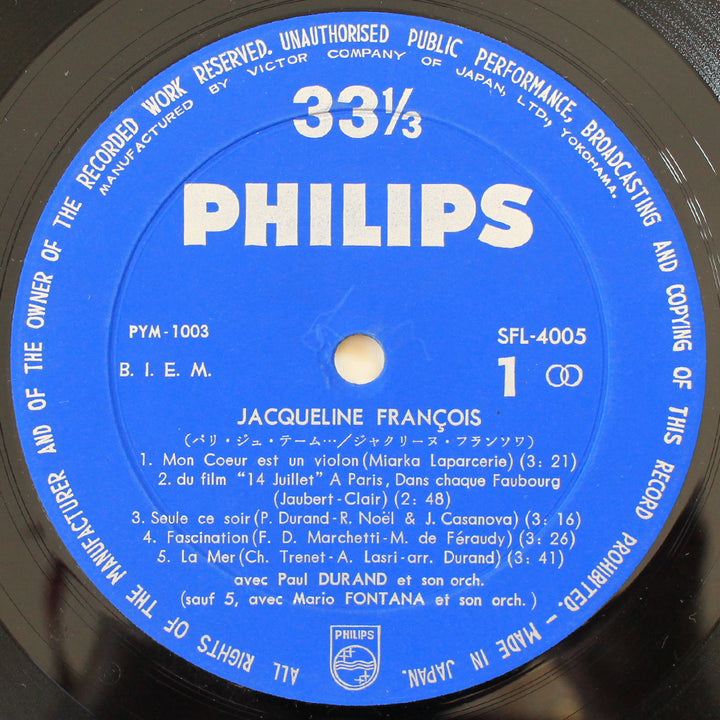 ALL RIGHTS OF THE MANUFACTURER AND OF THE OWNER OF THE RECORDED WORK RESERVED. UNAUTHORISED PUBLIC PERFORMANCE, BROADCASTING AND COPYING OF THIS RECORD PROHIBITED. - MADE IN JAPAN.
MANUFACTURED BY VICTOR COMPANY OF JAPAN, LTD., YOKOHAMA.
33⅓
PHILIPS
PYM-1003
SFL-4005
B. I. E. M.
1
JACQUELINE FRANÇOIS
(パリ・ジュ・テーム…/ジャクリーヌ・フランソワ)
1. Mon Coeur est un violon (Miarka Laparcerie) (3: 21)
2. du film "14 Juillet" A Paris, Dans chaque Faubourg
(Jaubert-Clair) (2: 48)
3. Seule ce soir (P. Durand-R. Noël & J. Casanova) (3: 16)
4. Fascination (F. D. Marchetti-M. de Féraudy) (3: 26)
5. La Mer (Ch. Trenet-A. Lasri-arr. Durand) (3: 41)
avec Paul DURAND et son orch.
(sauf 5, avec Mario FONTANA et son orch.)
PHILIPS